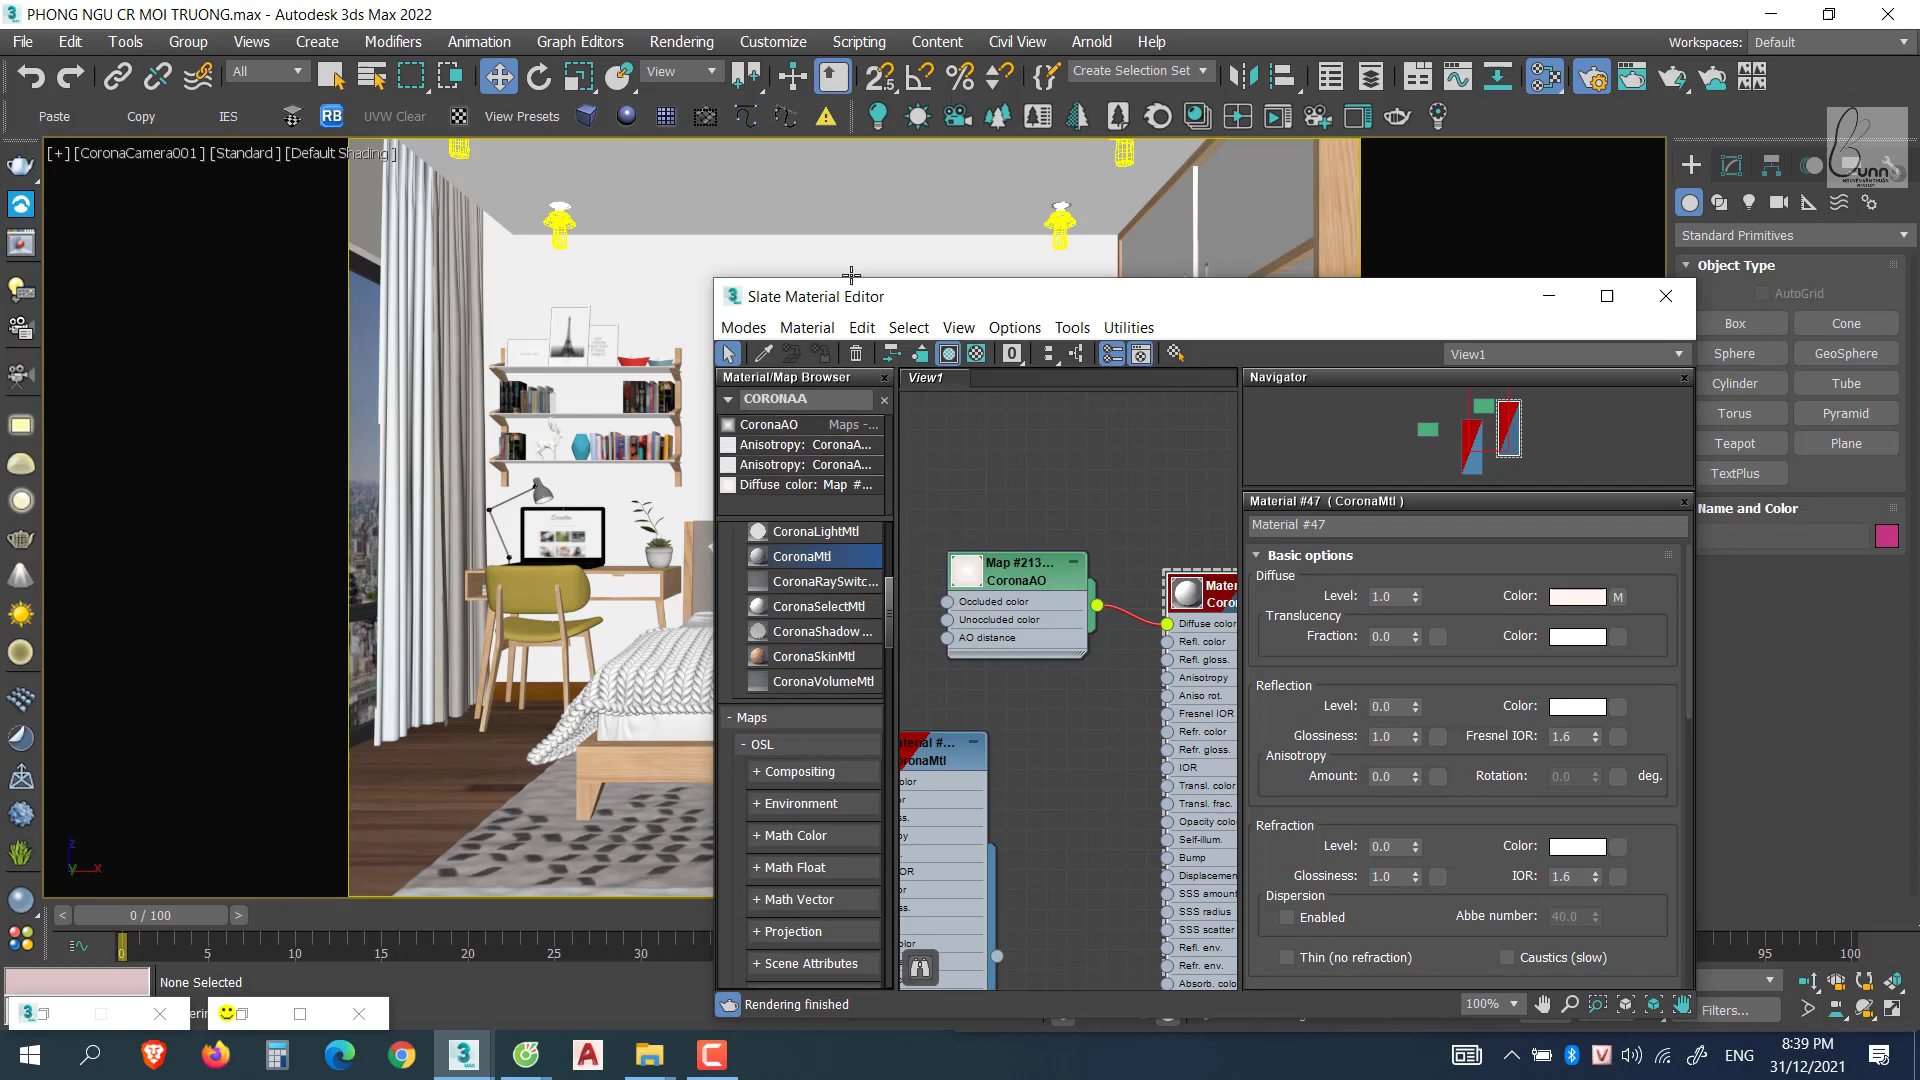 PHONG NGU CR MOI TRUONG.max - Autodesk 3ds Max 2022
File Edit Tools Group Views Create Modifiers Animation Graph Editors Rendering Customize Scripting Content Civil View Arnold Help
Workspaces: Default
All
View
Create Selection Set
Paste Copy IES RB UVW Clear View Presets
[+] [CoronaCamera001] [Standard] [Default Shading]
Standard Primitives
Object Type
AutoGrid
Box Cone
Sphere GeoSphere
Cylinder Tube
Torus Pyramid
Teapot Plane
TextPlus
Name and Color
Slate Material Editor
Modes Material Edit Select View Options Tools Utilities
View1
Material/Map Browser
CORONAA
CoronaAO Maps -...
Anisotropy: CoronaA...
Anisotropy: CoronaA...
Diffuse color: Map #...
CoronaLightMtl
CoronaMtl
CoronaRaySwitc...
CoronaSelectMtl
CoronaShadow ...
CoronaSkinMtl
CoronaVolumeMtl
- Maps
- OSL
+ Compositing
+ Environment
+ Math Color
+ Math Float
+ Math Vector
+ Projection
+ Scene Attributes
View1
Map #213...
CoronaAO
Occluded color
Unoccluded color
AO distance
Mater
Coro
Diffuse color
Refl. color
Refl. gloss.
Anisotropy
Aniso rot.
Fresnel IOR
Refr. color
Refr. gloss.
IOR
Transl. color
Transl. frac.
Opacity color
Self-illum.
Bump
Displacement
SSS amount
SSS radius
SSS scatter
Refl. env.
Refr. env.
Absorb. colo
Navigator
Material #47 ( CoronaMtl )
Material #47
Basic options
Diffuse
Level: 1.0 Color: M
Translucency
Fraction: 0.0 Color:
Reflection
Level: 0.0 Color:
Glossiness: 1.0 Fresnel IOR: 1.6
Anisotropy
Amount: 0.0 Rotation: 0.0 deg.
Refraction
Level: 0.0 Color:
Glossiness: 1.0 IOR: 1.6
Dispersion
Enabled Abbe number: 40.0
Thin (no refraction) Caustics (slow)
Rendering finished
100%
0 / 100
0 5 10 15 20 25 30 95 100
None Selected
Filters...
ENG
8:39 PM
31/12/2021